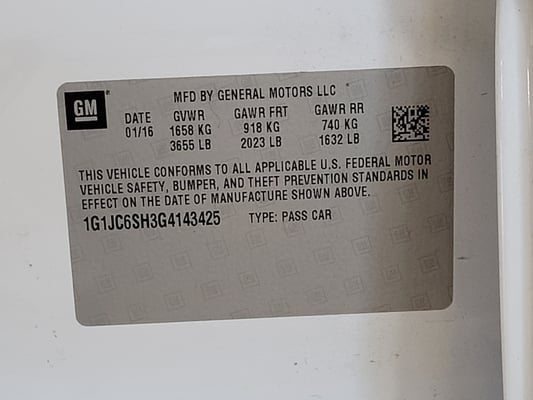 GM
MFD BY GENERAL MOTORS LLC
DATE GVWR GAWR FRT GAWR RR
01/16 1658 KG 918 KG 740 KG
3655 LB 2023 LB 1632 LB
THIS VEHICLE CONFORMS TO ALL APPLICABLE U.S. FEDERAL MOTOR
VEHICLE SAFETY, BUMPER, AND THEFT PREVENTION STANDARDS IN
EFFECT ON THE DATE OF MANUFACTURE SHOWN ABOVE.
1G1JC6SH3G4143425 TYPE: PASS CAR